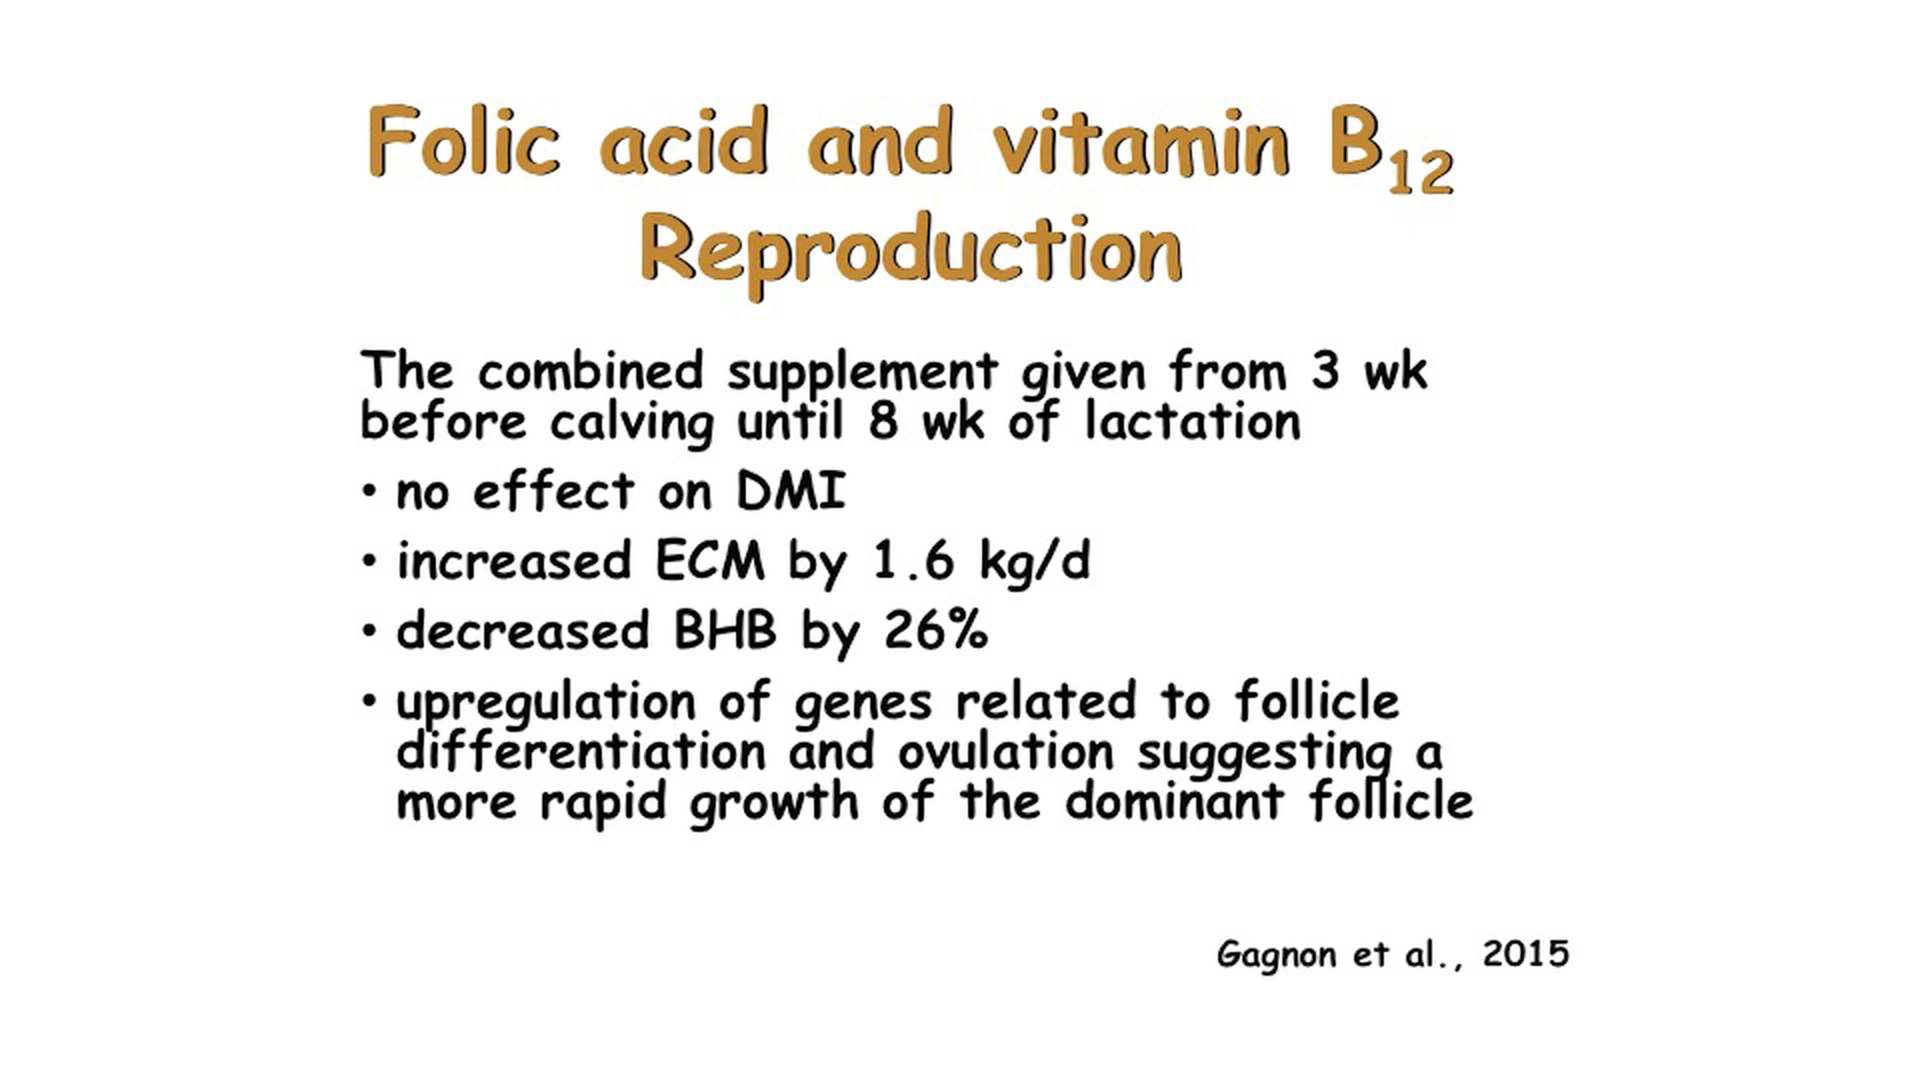 Folic acid and vitamin B₁₂
Reproduction
The combined supplement given from 3 wk
before calving until 8 wk of lactation
• no effect on DMI
• increased ECM by 1.6 kg/d
• decreased BHB by 26%
• upregulation of genes related to follicle
differentiation and ovulation suggesting a
more rapid growth of the dominant follicle
Gagnon et al., 2015